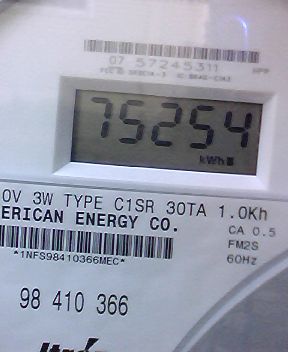 07 57245311
75254
kWh
0V 3W TYPE C1SR 30TA 1.0Kh
ERICAN ENERGY CO.
CA 0.5
FM2S
*1NFS98410366MEC*
60Hz
98 410 366